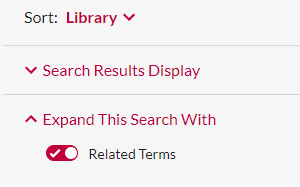 Sort: Library
Search Results Display
Expand This Search With
Related Terms